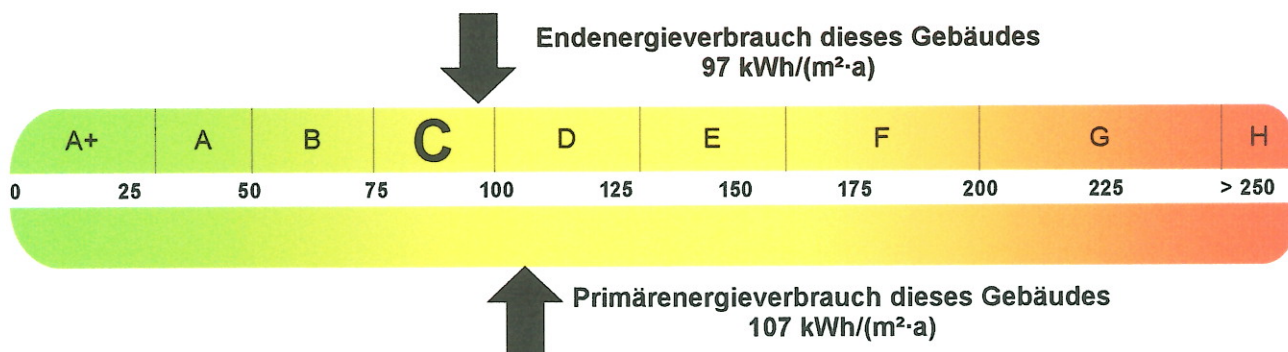 Endenergieverbrauch dieses Gebäudes
97 kWh/(m²·a)
A+ A B C D E F G H
0 25 50 75 100 125 150 175 200 225 > 250
Primärenergieverbrauch dieses Gebäudes
107 kWh/(m²·a)